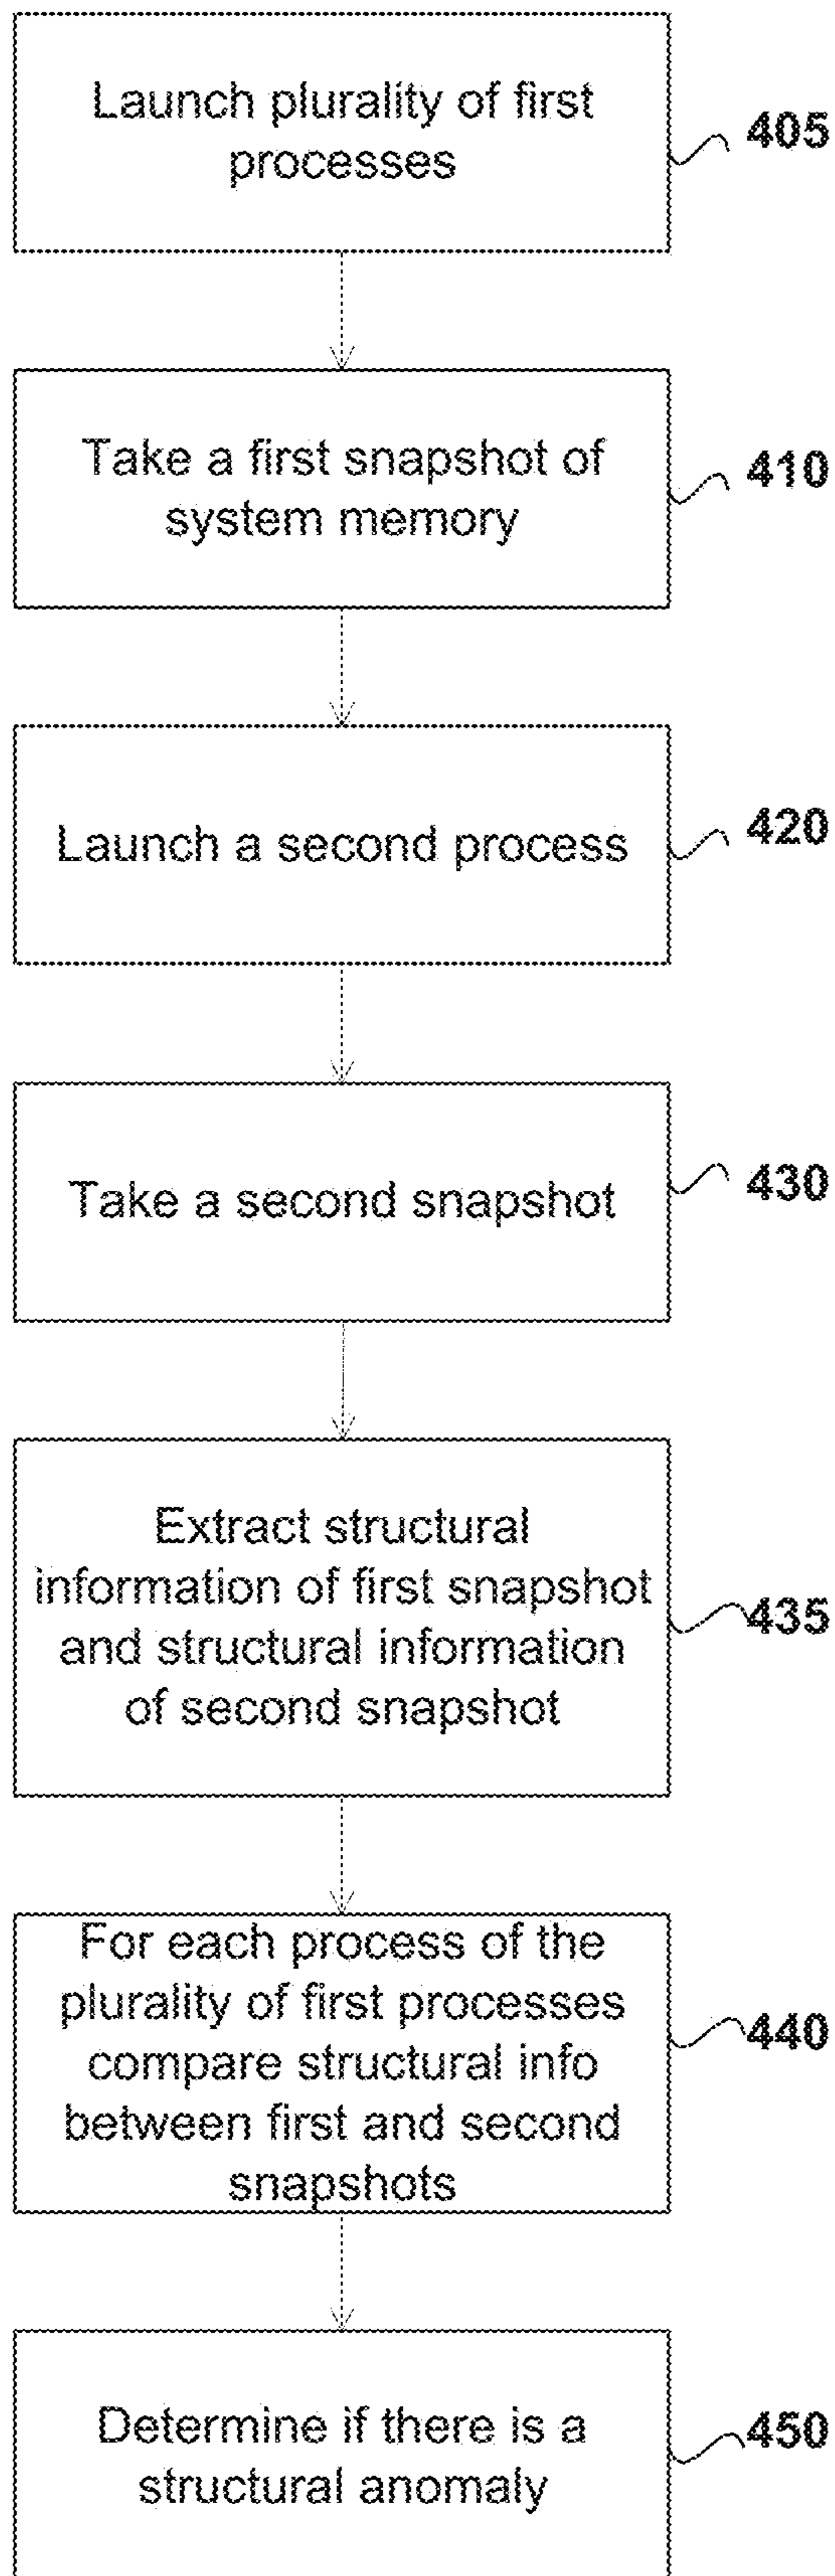 Launch plurality of first
processes
405
Take a first snapshot of
system memory
410
Launch a second process
420
Take a second snapshot
430
Extract structural
information of first snapshot
and structural information
of second snapshot
435
For each process of the
plurality of first processes
compare structural info
between first and second
snapshots
440
Determine if there is a
structural anomaly
450